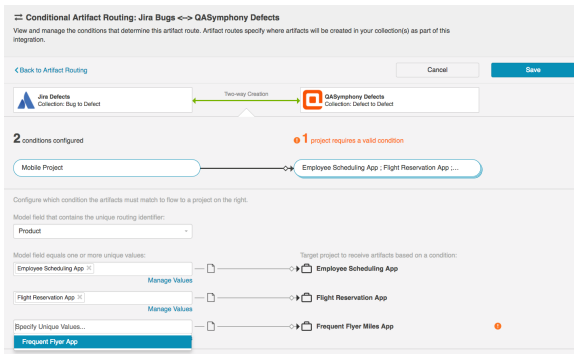 Conditional Artifact Routing: Jira Bugs <--> QASymphony Defects
View and manage the conditions that determine this artifact route. Artifact routes specify where artifacts will be created in your collection(s) as part of this
integration.
Back to Artifact Routing
Cancel
Save
Jira Defects
Collection: Bug to Defect
Two-way Creation
QASymphony Defects
Collection: Defect to Defect
2 conditions configured
1 project requires a valid condition
Mobile Project
Employee Scheduling App ; Flight Reservation App ;...
Configure which condition the artifacts must match to flow to a project on the right.
Model field that contains the unique routing identifier:
Product
Model field equals one or more unique values:
Target project to receive artifacts based on a condition:
Employee Scheduling App ×
Employee Scheduling App
Manage Values
Flight Reservation App ×
Flight Reservation App
Manage Values
Specify Unique Values...
Frequent Flyer Miles App
Frequent Flyer App